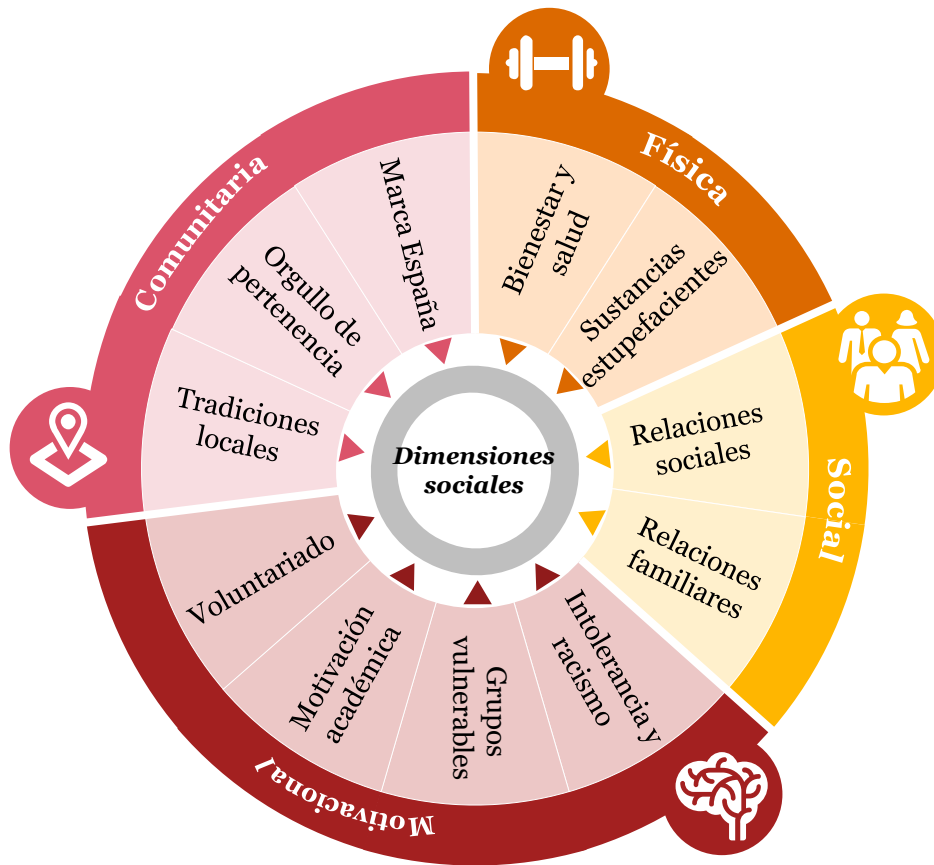 Dimensiones
sociales
Física
Bienestar y
salud
Sustancias
estupefacientes
Social
Relaciones
sociales
Relaciones
familiares
Motivacional
Intolerancia y
racismo
Grupos
vulnerables
Motivación
académica
Voluntariado
Comunitaria
Tradiciones
locales
Orgullo de
pertenencia
Marca España